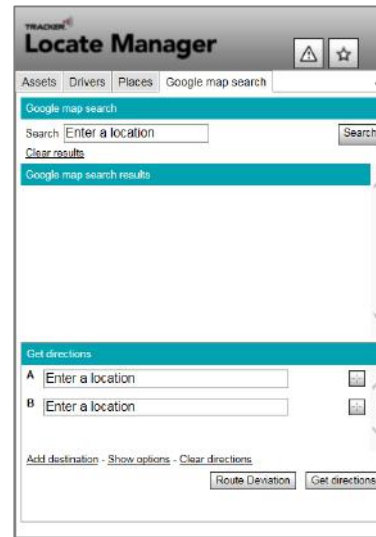 TRACKER
Locate Manager
Assets Drivers Places Google map search
Google map search
Search Enter a location Search
Clear results
Google map search results
Get directions
A Enter a location
B Enter a location
Add destination - Show options - Clear directions
Route Deviation Get directions